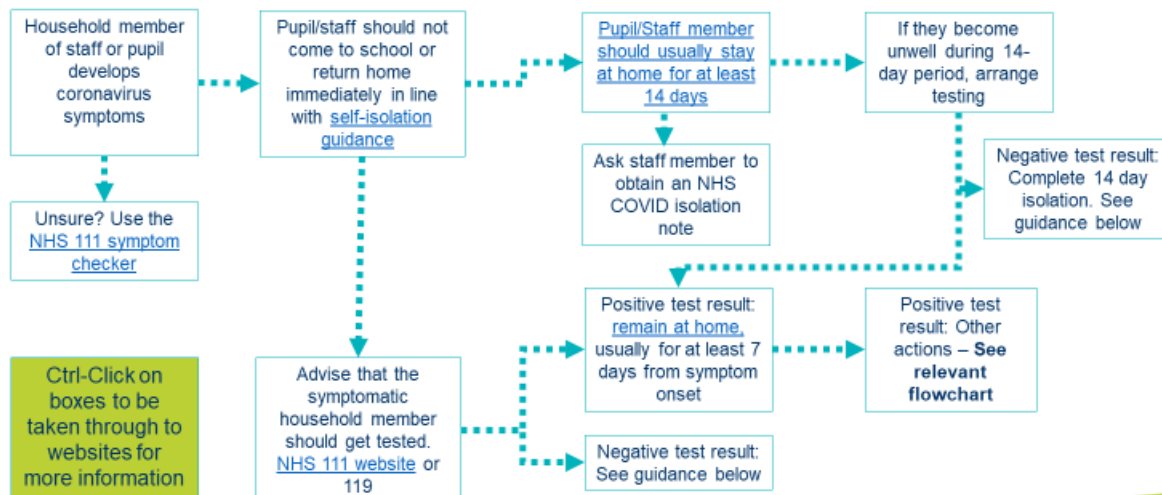 Household member
of staff or pupil
develops
coronavirus
symptoms
Pupil/staff should not
come to school or
return home
immediately in line
with self-isolation
guidance
Pupil/Staff member
should usually stay
at home for at least
14 days
If they become
unwell during 14-
day period, arrange
testing
Unsure? Use the
NHS 111 symptom
checker
Ask staff member to
obtain an NHS
COVID isolation
note
Negative test result:
Complete 14 day
isolation. See
guidance below
Ctrl-Click on
boxes to be
taken through to
websites for
more information
Advise that the
symptomatic
household member
should get tested.
NHS 111 website or
119
Positive test result:
remain at home,
usually for at least 7
days from symptom
onset
Positive test
result: Other
actions – See
relevant
flowchart
Negative test result:
See guidance below